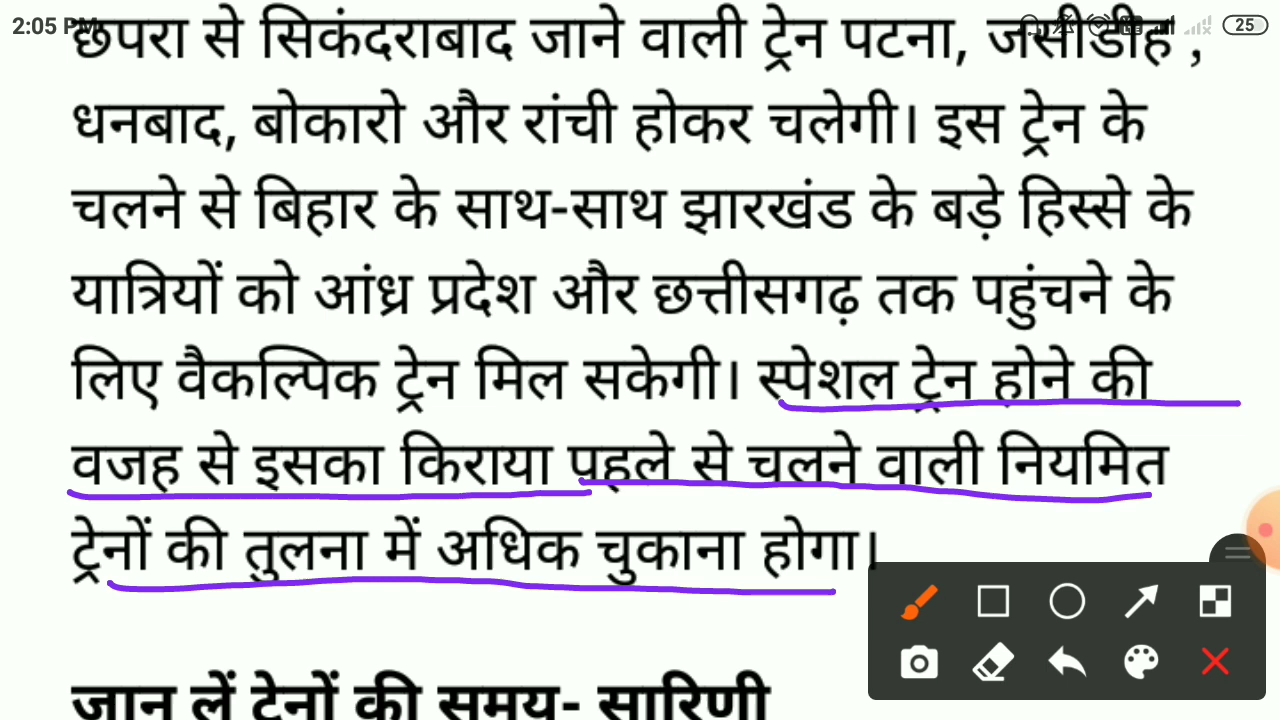 2:05 PM
25
छपरा से सिकंदराबाद जाने वाली ट्रेन पटना, जसीडीह ,
धनबाद, बोकारो और रांची होकर चलेगी। इस ट्रेन के
चलने से बिहार के साथ-साथ झारखंड के बड़े हिस्से के
यात्रियों को आंध्र प्रदेश और छत्तीसगढ़ तक पहुंचने के
लिए वैकल्पिक ट्रेन मिल सकेगी। स्पेशल ट्रेन होने की
वजह से इसका किराया पहले से चलने वाली नियमित
ट्रेनों की तुलना में अधिक चुकाना होगा।
जान लें ट्रेनों की समय- सारिणी